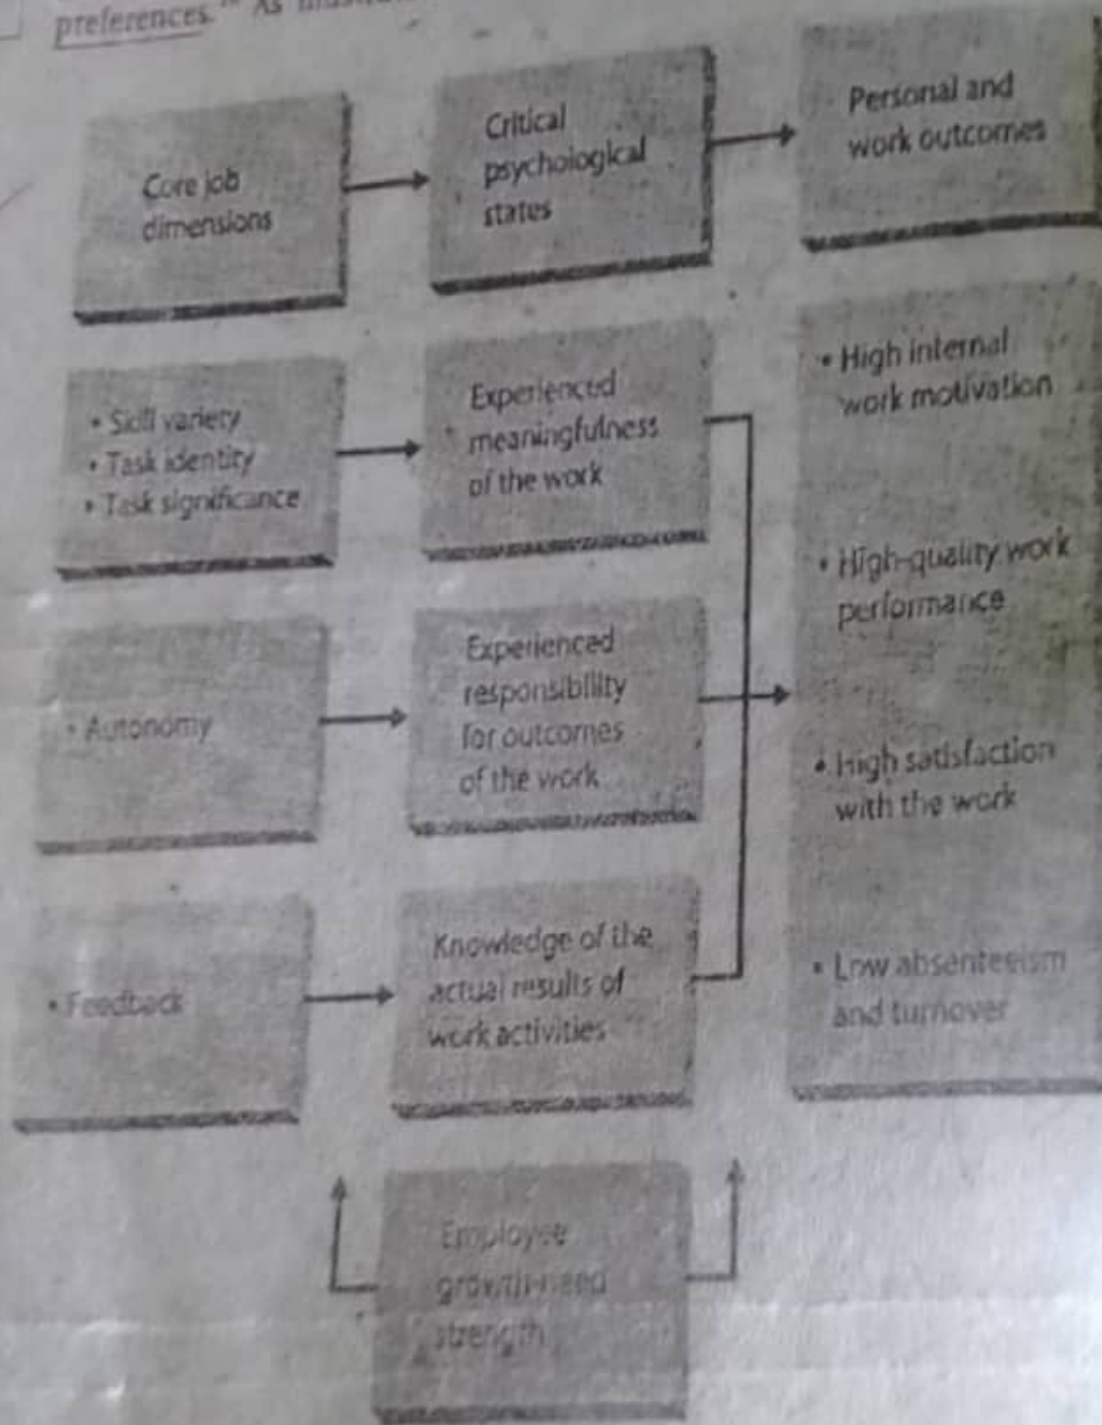 preferences." As
Core job
dimensions
Critical
psychological
states
Personal and
work outcomes
• Skill variety
• Task identity
• Task significance
Experienced
meaningfulness
of the work
• High internal
work motivation
• High-quality work
performance
• High satisfaction
with the work
• Low absenteeism
and turnover
• Autonomy
Experienced
responsibility
for outcomes
of the work
• Feedback
Knowledge of the
actual results of
work activities
Employee
growth-need
strength